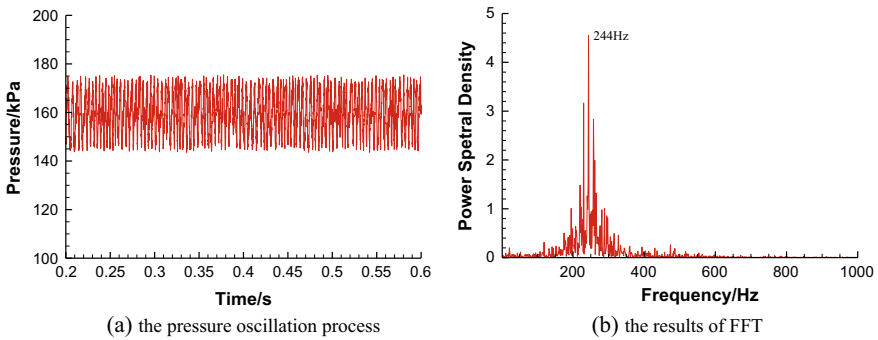 200
180
160
140
120
100
Pressure/kPa
0.2 0.25 0.3 0.35 0.4 0.45 0.5 0.55 0.6
Time/s
(a) the pressure oscillation process
5
4
3
2
1
0
Power Spetral Density
244Hz
200 400 600 800 1000
Frequency/Hz
(b) the results of FFT